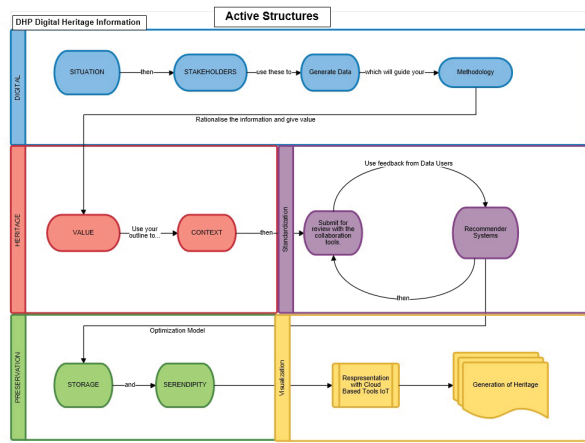 Active Structures
DHP Digital Heritage Information
DIGITAL
SITUATION
then
STAKEHOLDERS
use these to
Generate Data
which will guide your
Methodology
Rationalise the information and give value
HERITAGE
VALUE
Use your
outline to...
CONTEXT
then
Standardization
Use feedback from Data Users
Submit for
review with the
collaboration
tools.
Recommender
Systems
then
Optimization Model
PRESERVATION
STORAGE
and
SERENDIPITY
Visualization
Respresentation
with Cloud
Based Tools IoT
Generation of Heritage